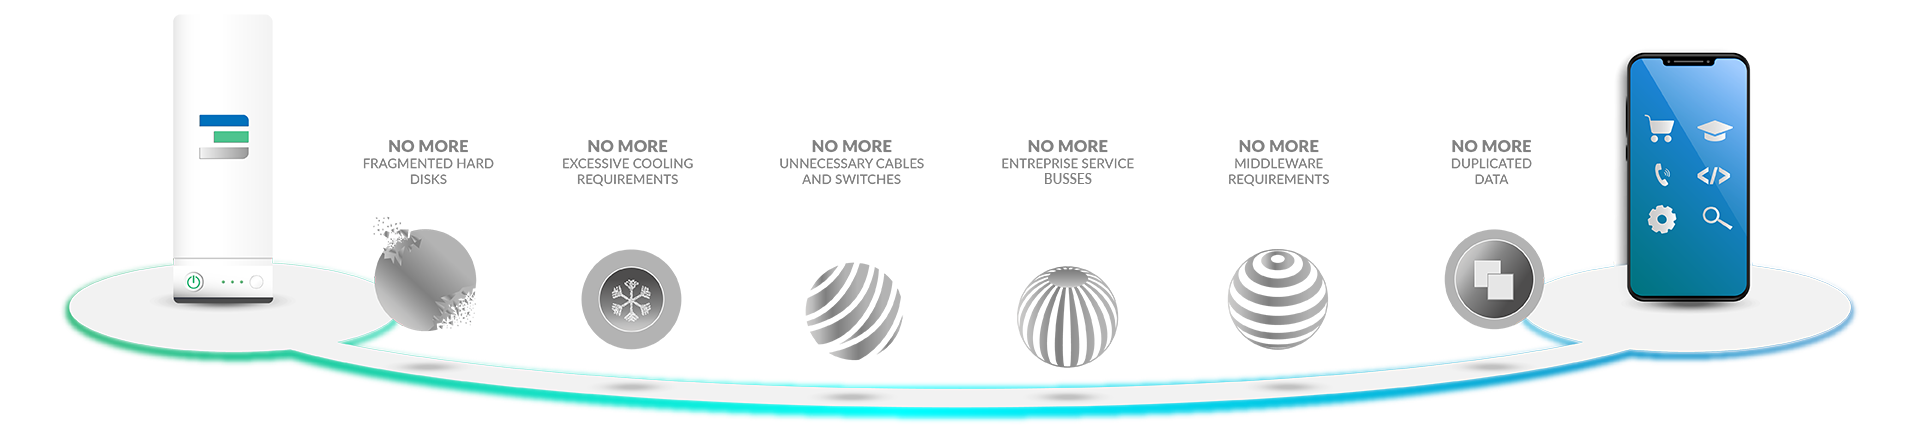 NO MORE
FRAGMENTED HARD
DISKS
NO MORE
EXCESSIVE COOLING
REQUIREMENTS
NO MORE
UNNECESSARY CABLES
AND SWITCHES
NO MORE
ENTREPRISE SERVICE
BUSSES
NO MORE
MIDDLEWARE
REQUIREMENTS
NO MORE
DUPLICATED
DATA